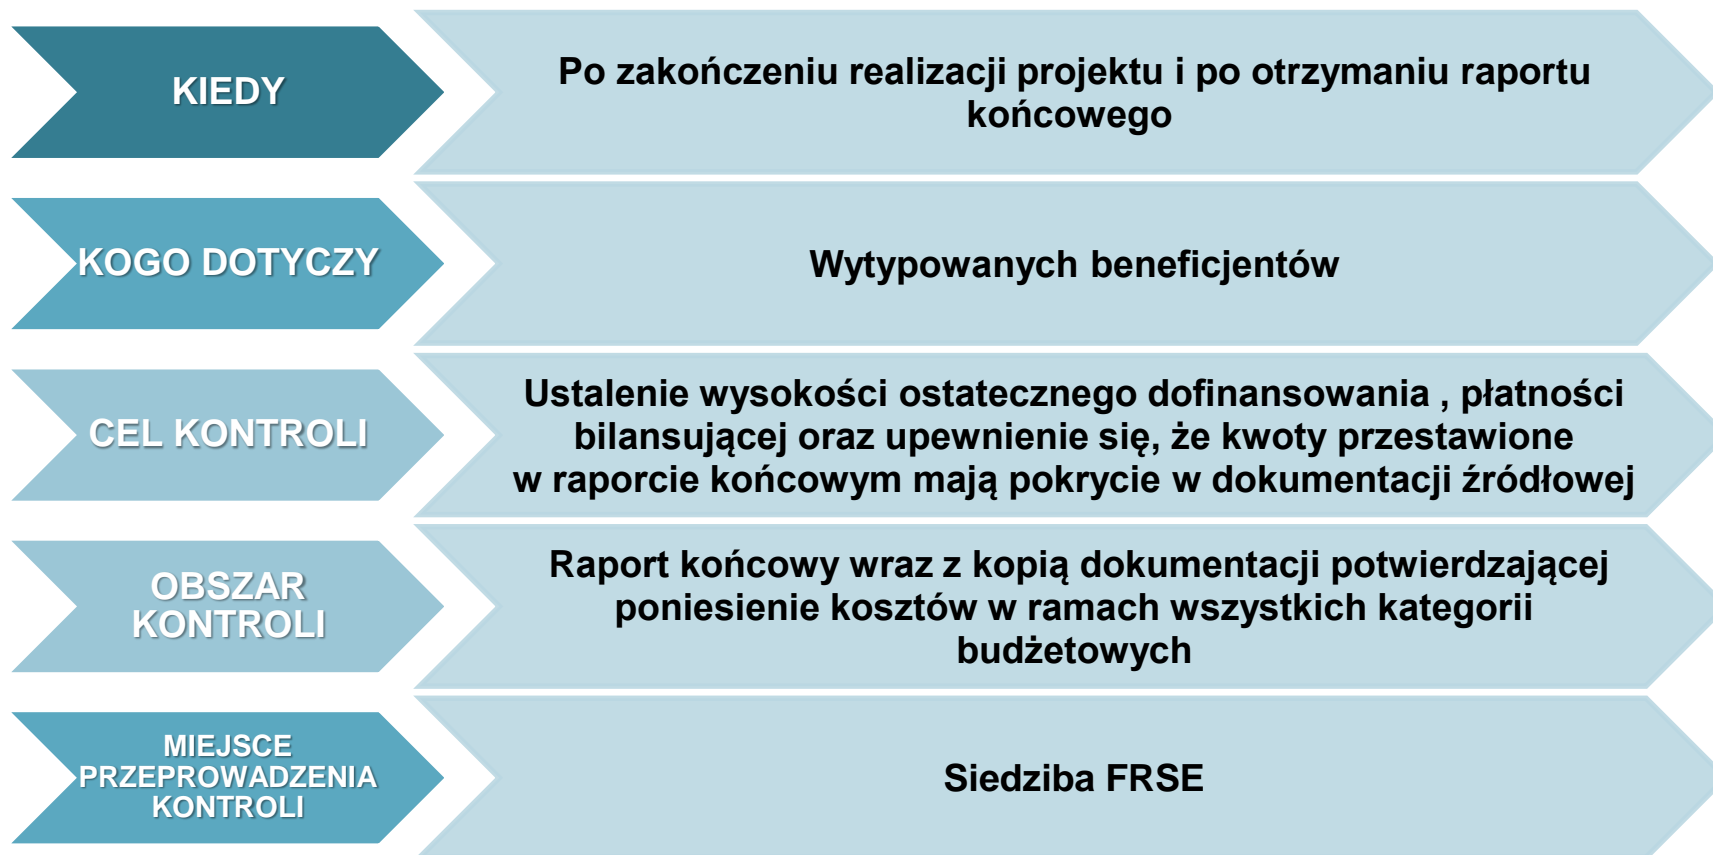 KIEDY
Po zakończeniu realizacji projektu i po otrzymaniu raportu
końcowego
KOGO DOTYCZY
Wytypowanych beneficjentów
CEL KONTROLI
Ustalenie wysokości ostatecznego dofinansowania , płatności
bilansującej oraz upewnienie się, że kwoty przestawione
w raporcie końcowym mają pokrycie w dokumentacji źródłowej
OBSZAR
KONTROLI
Raport końcowy wraz z kopią dokumentacji potwierdzającej
poniesienie kosztów w ramach wszystkich kategorii
budżetowych
MIEJSCE
PRZEPROWADZENIA
KONTROLI
Siedziba FRSE